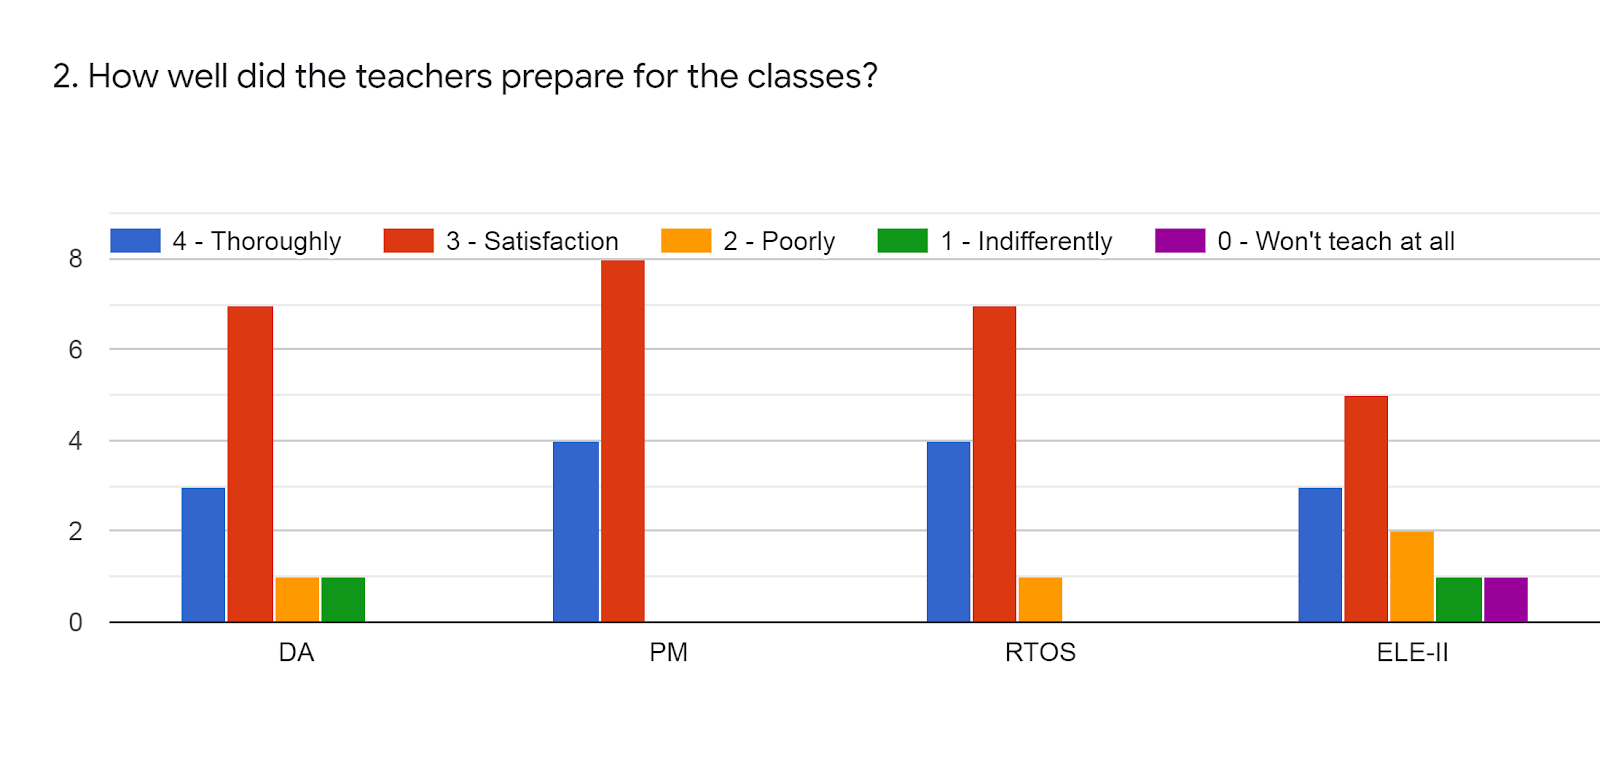 2. How well did the teachers prepare for the classes?
4 - Thoroughly 3 - Satisfaction 2 - Poorly 1 - Indifferently 0 - Won't teach at all
8
6
4
2
0
DA PM RTOS ELE-II